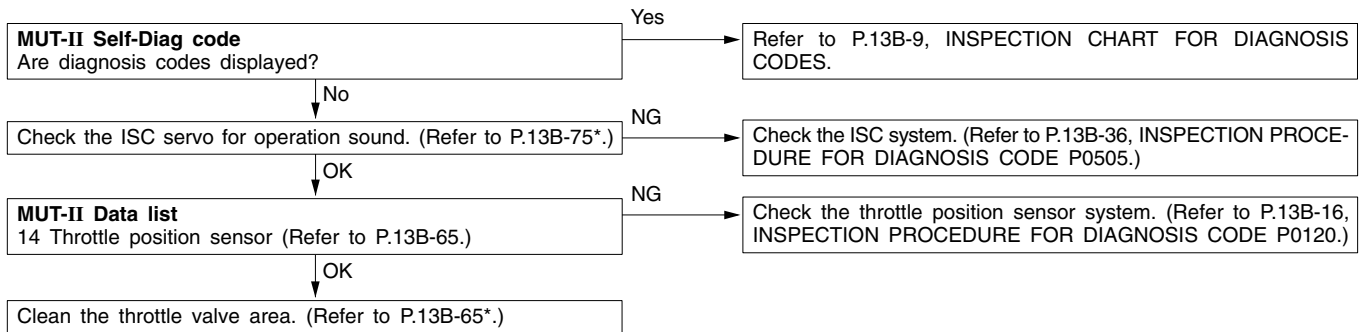 MUT-II Self-Diag code
Are diagnosis codes displayed?
Yes
Refer to P.13B-9, INSPECTION CHART FOR DIAGNOSIS
CODES.
No
Check the ISC servo for operation sound. (Refer to P.13B-75*.)
NG
Check the ISC system. (Refer to P.13B-36, INSPECTION PROCE-
DURE FOR DIAGNOSIS CODE P0505.)
OK
MUT-II Data list
14 Throttle position sensor (Refer to P.13B-65.)
NG
Check the throttle position sensor system. (Refer to P.13B-16,
INSPECTION PROCEDURE FOR DIAGNOSIS CODE P0120.)
OK
Clean the throttle valve area. (Refer to P.13B-65*.)